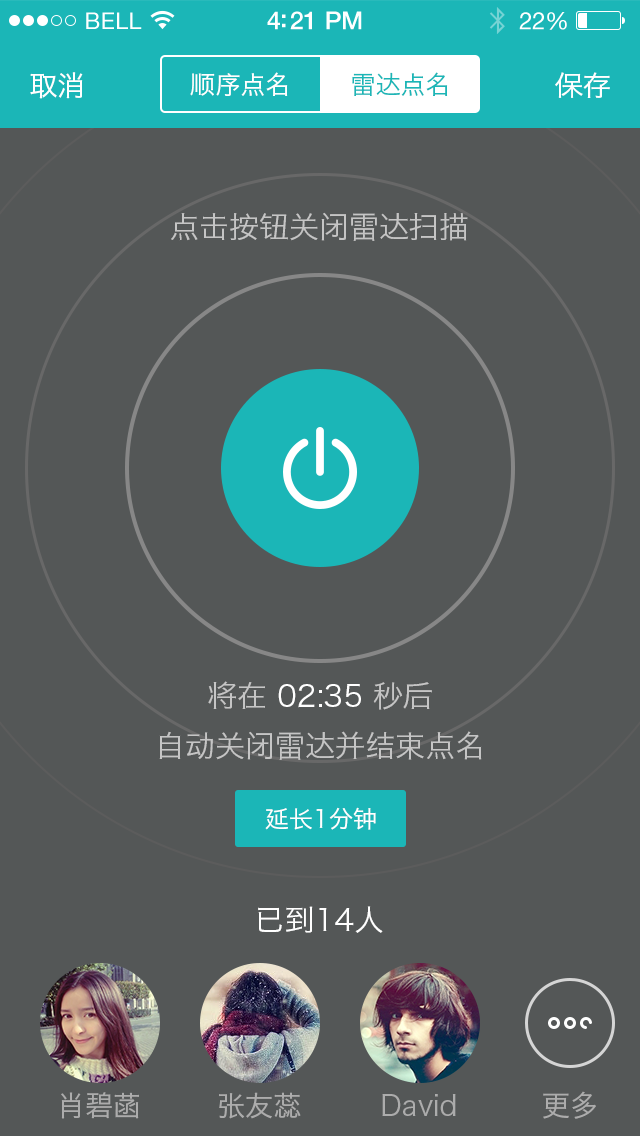 BELL 4:21 PM 22%
取消 顺序点名 雷达点名 保存
点击按钮关闭雷达扫描
将在 02:35 秒后
自动关闭雷达并结束点名
延长1分钟
已到14人
肖碧菡 张友蕊 David 更多